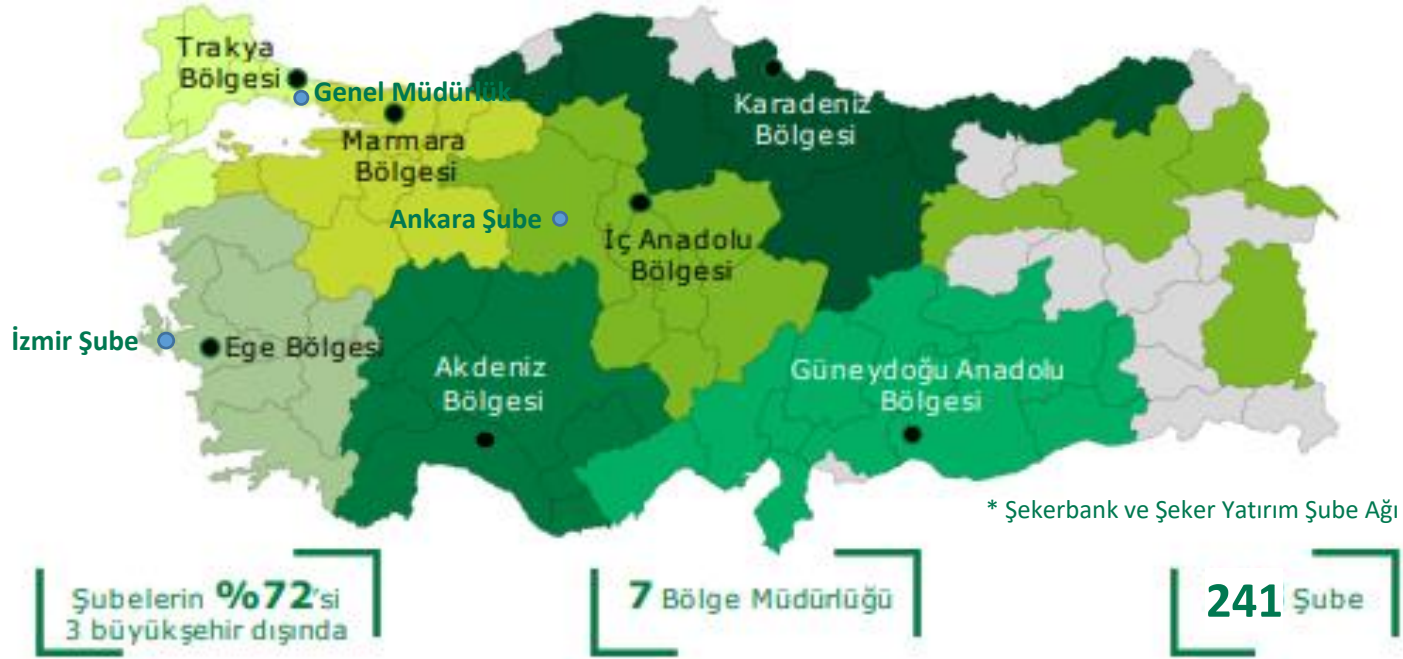 Trakya
Bölgesi
Genel Müdürlük
Marmara
Bölgesi
Karadeniz
Bölgesi
Ankara Şube
İç Anadolu
Bölgesi
İzmir Şube
Ege Bölgesi
Akdeniz
Bölgesi
Güneydoğu Anadolu
Bölgesi
* Şekerbank ve Şeker Yatırım Şube Ağı
Şubelerin %72'si
3 büyükşehir dışında
7 Bölge Müdürlüğü
241 Şube